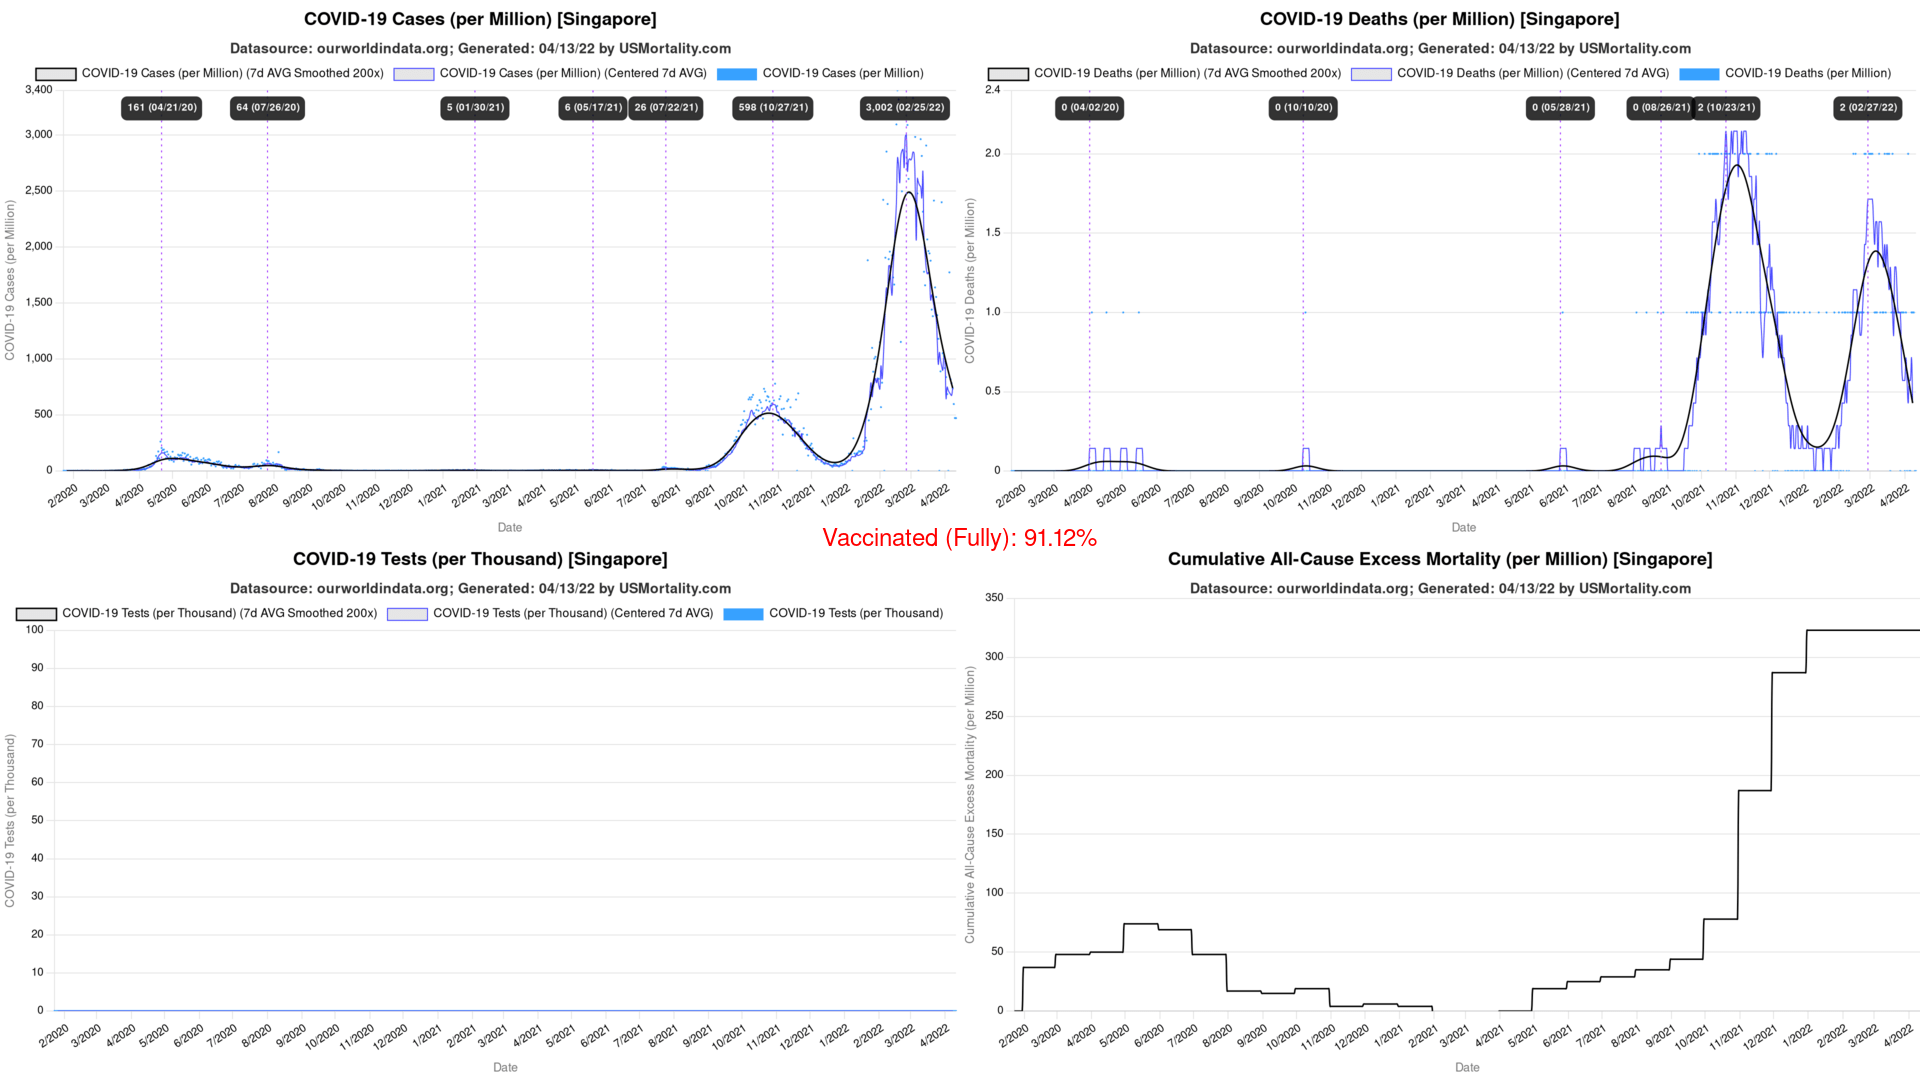 COVID-19 Cases (per Million) [Singapore]
Datasource: ourworldindata.org; Generated: 04/13/22 by USMortality.com
COVID-19 Cases (per Million) (7d AVG Smoothed 200x) COVID-19 Cases (per Million) (Centered 7d AVG) COVID-19 Cases (per Million)
161 (04/21/20) 64 (07/26/20) 5 (01/30/21) 6 (05/17/21) 26 (07/22/21) 598 (10/27/21) 3,002 (02/25/22)
COVID-19 Cases (per Million)
3,400
3,000
2,500
2,000
1,500
1,000
500
0
2/2020 3/2020 4/2020 5/2020 6/2020 7/2020 8/2020 9/2020 10/2020 11/2020 12/2020 1/2021 2/2021 3/2021 4/2021 5/2021 6/2021 7/2021 8/2021 9/2021 10/2021 11/2021 12/2021 1/2022 2/2022 3/2022 4/2022
Date
COVID-19 Deaths (per Million) [Singapore]
Datasource: ourworldindata.org; Generated: 04/13/22 by USMortality.com
COVID-19 Deaths (per Million) (7d AVG Smoothed 200x) COVID-19 Deaths (per Million) (Centered 7d AVG) COVID-19 Deaths (per Million)
0 (04/02/20) 0 (10/10/20) 0 (05/28/21) 0 (08/26/21) 2 (10/23/21) 2 (02/27/22)
COVID-19 Deaths (per Million)
2.4
2.0
1.5
1.0
0.5
0
2/2020 3/2020 4/2020 5/2020 6/2020 7/2020 8/2020 9/2020 10/2020 11/2020 12/2020 1/2021 2/2021 3/2021 4/2021 5/2021 6/2021 7/2021 8/2021 9/2021 10/2021 11/2021 12/2021 1/2022 2/2022 3/2022 4/2022
Date
Vaccinated (Fully): 91.12%
COVID-19 Tests (per Thousand) [Singapore]
Datasource: ourworldindata.org; Generated: 04/13/22 by USMortality.com
COVID-19 Tests (per Thousand) (7d AVG Smoothed 200x) COVID-19 Tests (per Thousand) (Centered 7d AVG) COVID-19 Tests (per Thousand)
COVID-19 Tests (per Thousand)
100
90
80
70
60
50
40
30
20
10
0
2/2020 3/2020 4/2020 5/2020 6/2020 7/2020 8/2020 9/2020 10/2020 11/2020 12/2020 1/2021 2/2021 3/2021 4/2021 5/2021 6/2021 7/2021 8/2021 9/2021 10/2021 11/2021 12/2021 1/2022 2/2022 3/2022 4/2022
Date
Cumulative All-Cause Excess Mortality (per Million) [Singapore]
Datasource: ourworldindata.org; Generated: 04/13/22 by USMortality.com
Cumulative All-Cause Excess Mortality (per Million)
350
300
250
200
150
100
50
0
2/2020 3/2020 4/2020 5/2020 6/2020 7/2020 8/2020 9/2020 10/2020 11/2020 12/2020 1/2021 2/2021 3/2021 4/2021 5/2021 6/2021 7/2021 8/2021 9/2021 10/2021 11/2021 12/2021 1/2022 2/2022 3/2022 4/2022
Date